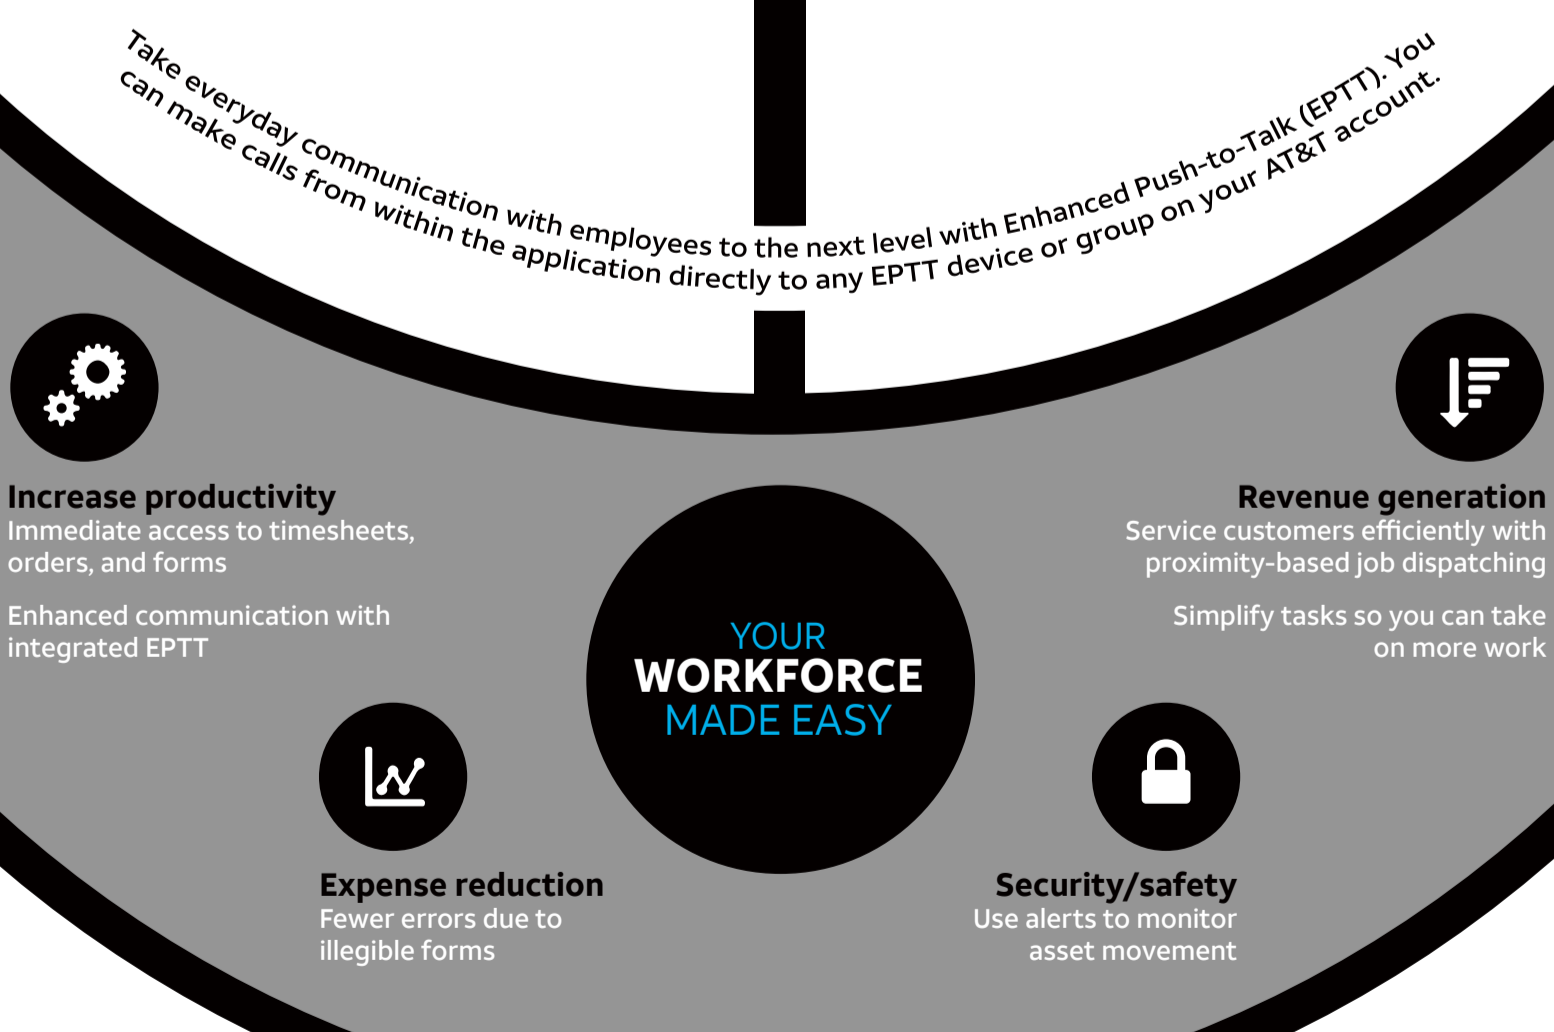 Take everyday communication with employees to the next level with Enhanced Push-to-Talk (EPTT). You
can make calls from within the application directly to any EPTT device or group on your AT&T account.
Increase productivity
Immediate access to timesheets,
orders, and forms
Enhanced communication with
integrated EPTT
Revenue generation
Service customers efficiently with
proximity-based job dispatching
Simplify tasks so you can take
on more work
YOUR
WORKFORCE
MADE EASY
Expense reduction
Fewer errors due to
illegible forms
Security/safety
Use alerts to monitor
asset movement